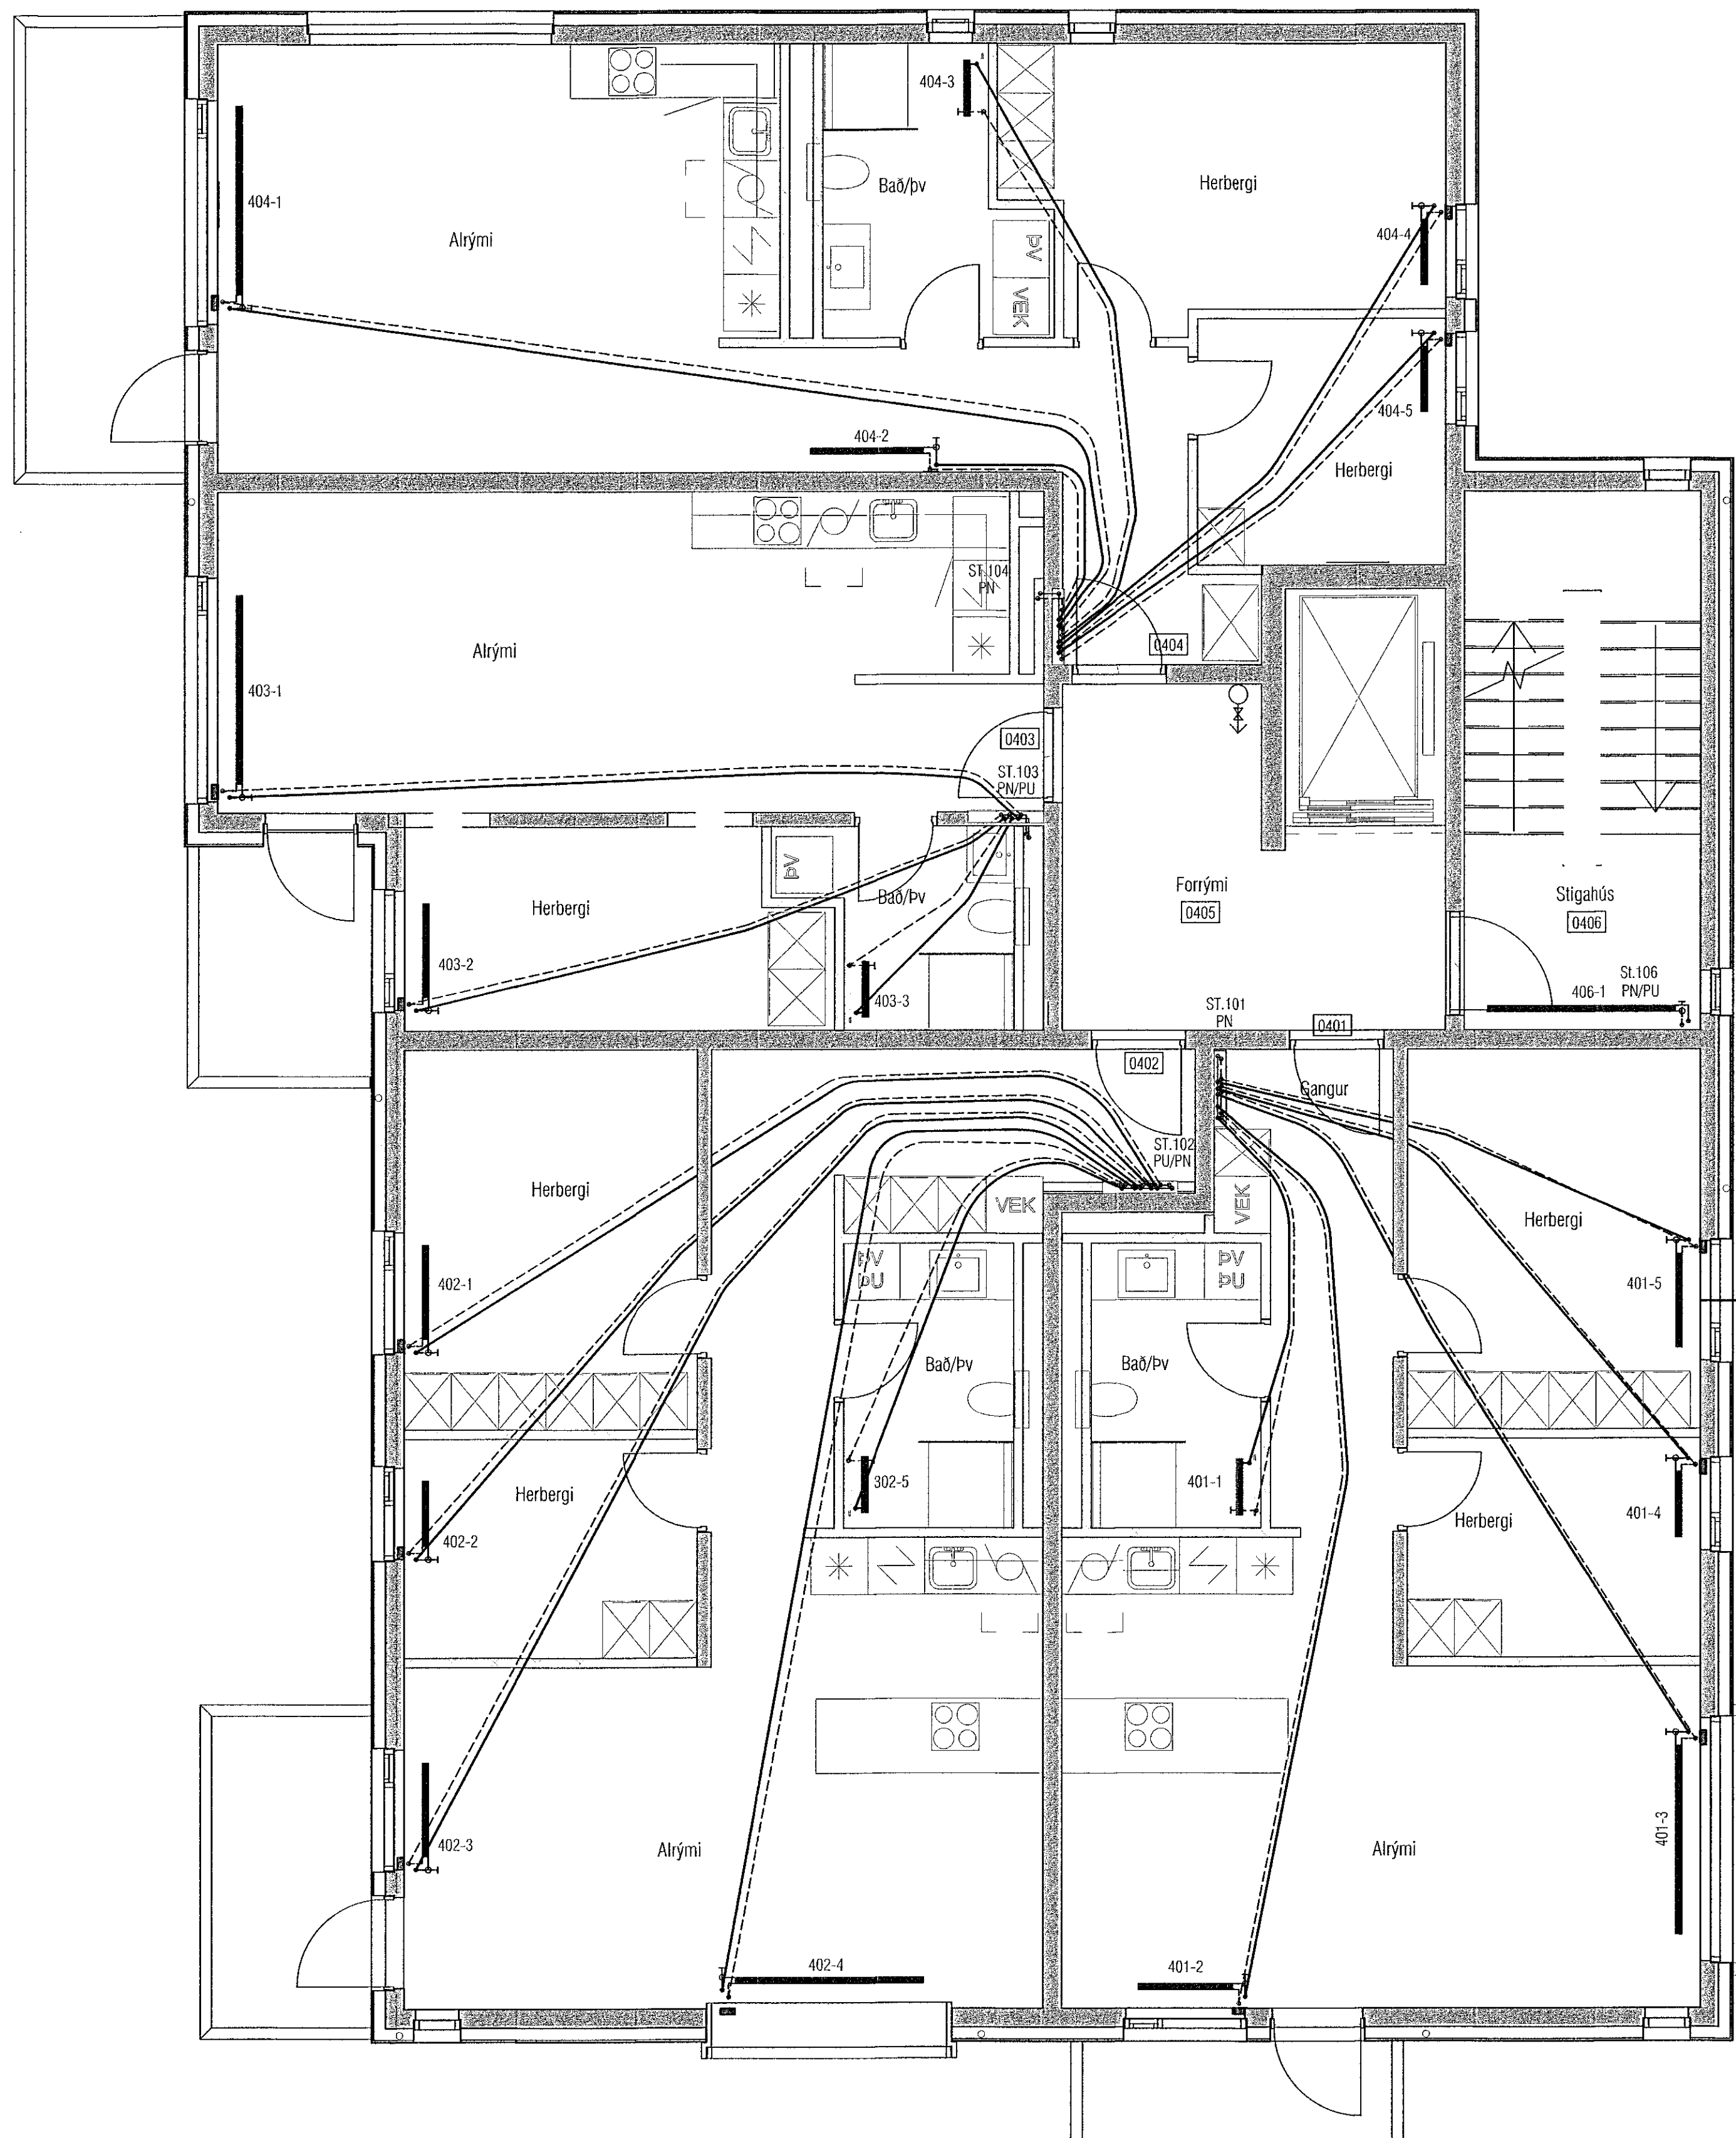 404-3
Bað/þv
Herbergi
404-1
Alrými
404-4
ÞV
VEK
404-5
404-2
Herbergi
ST.104
PN
0404
Alrými
403-1
0403
ST.103
PN/PU
ÞV
Herbergi
Bað/Þv
Forrými
0405
Stigahús
0406
403-2
403-3
St.106
PN/PU
406-1
ST.101
PN
0401
0402
Gangur
ST.102
PU/PN
Herbergi
VEK
VEK
Herbergi
ÞV
ÞU
ÞV
ÞU
402-1
401-5
Bað/Þv
Bað/Þv
302-5
401-1
Herbergi
401-4
Herbergi
402-2
402-3
Alrými
Alrými
401-3
402-4
401-2